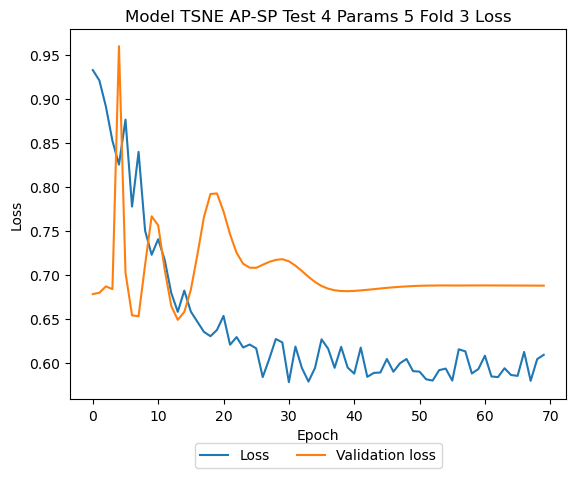 Model TSNE AP-SP Test 4 Params 5 Fold 3 Loss
0.95
0.90
0.85
0.80
0.75
0.70
0.65
0.60
Loss
0 10 20 30 40 50 60 70
Epoch
Loss Validation loss